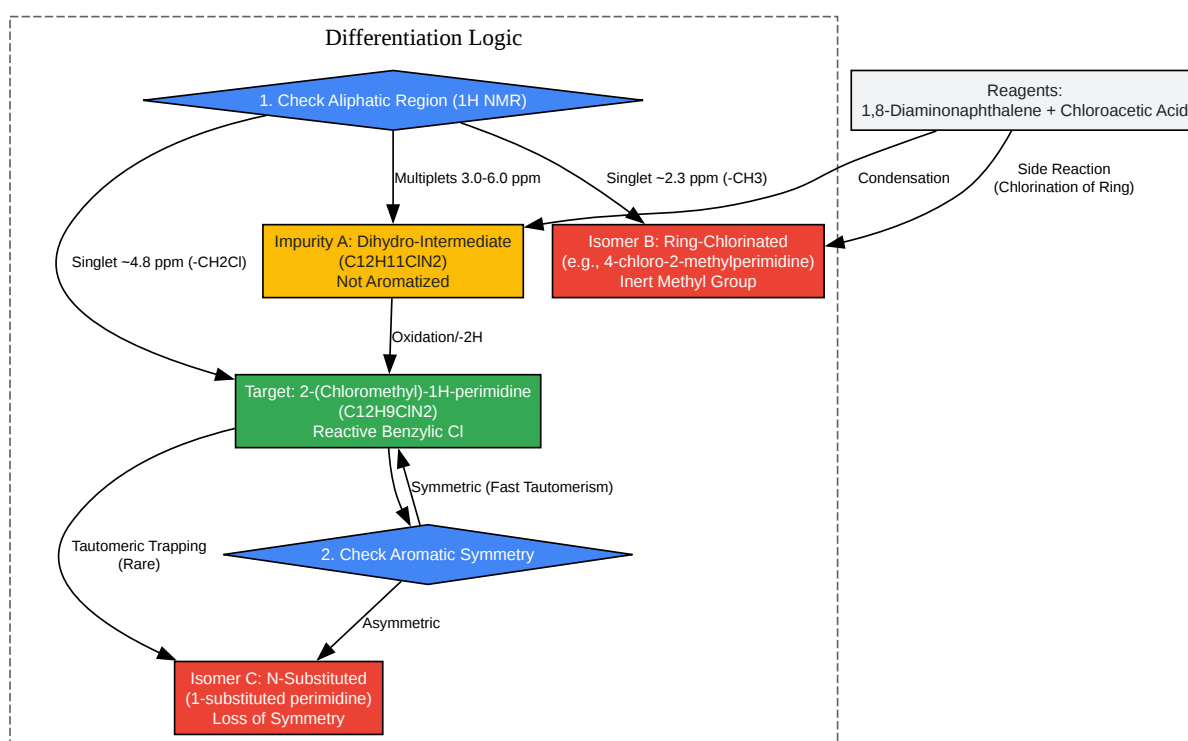 Differentiation Logic
1. Check Aliphatic Region (1H NMR)
Reagents:
1,8-Diaminonaphthalene + Chloroacetic Acid
Multiplets 3.0-6.0 ppm
Singlet ~2.3 ppm (-CH3)
Condensation
Side Reaction
(Chlorination of Ring)
Singlet ~4.8 ppm (-CH2Cl)
Impurity A: Dihydro-Intermediate
(C12H11ClN2)
Not Aromatized
Isomer B: Ring-Chlorinated
(e.g., 4-chloro-2-methylperimidine)
Inert Methyl Group
Oxidation/-2H
Target: 2-(Chloromethyl)-1H-perimidine
(C12H9ClN2)
Reactive Benzylic Cl
Symmetric (Fast Tautomerism)
Tautomeric Trapping
(Rare)
2. Check Aromatic Symmetry
Asymmetric
Isomer C: N-Substituted
(1-substituted perimidine)
Loss of Symmetry